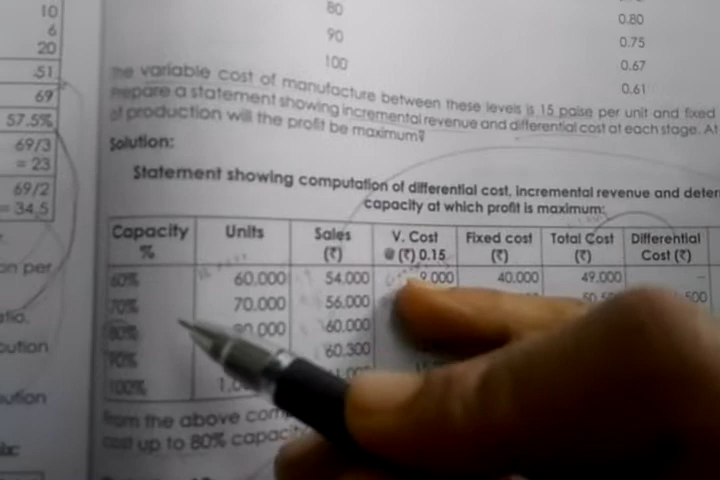 10
6
20
51
69
57.5%
69/3
= 23
69/2
= 34.5
on per
bution
80 0.80
90 0.75
100 0.67
0.61
variable cost of manufacture between these levels is 15 paise per unit and fixed
Prepare a statement showing incremental revenue and differential cost at each stage. At
of production will the profit be maximum?
Solution:
Statement showing computation of differential cost, incremental revenue and deter
capacity at which profit is maximum:
Capacity % Units Sales (₹) V. Cost @ (₹) 0.15 Fixed cost (₹) Total Cost (₹) Differential Cost (₹)
60% 60,000 54,000 9,000 40,000 49,000 --
70% 70,000 56,000 500
80% 60,000
90% 60,300
100%
From the above
cost up to 80%